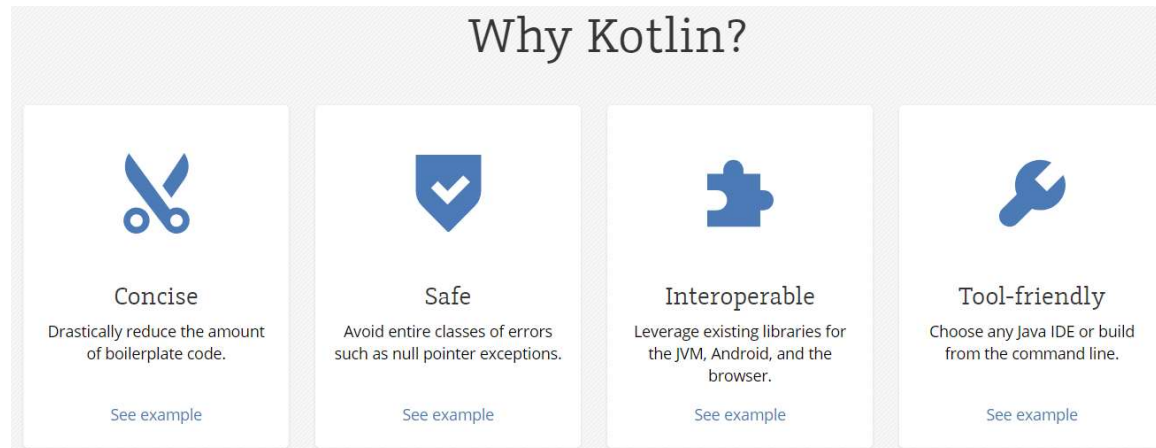 Why Kotlin?
Concise
Drastically reduce the amount
of boilerplate code.
See example
Safe
Avoid entire classes of errors
such as null pointer exceptions.
See example
Interoperable
Leverage existing libraries for
the JVM, Android, and the
browser.
See example
Tool-friendly
Choose any Java IDE or build
from the command line.
See example